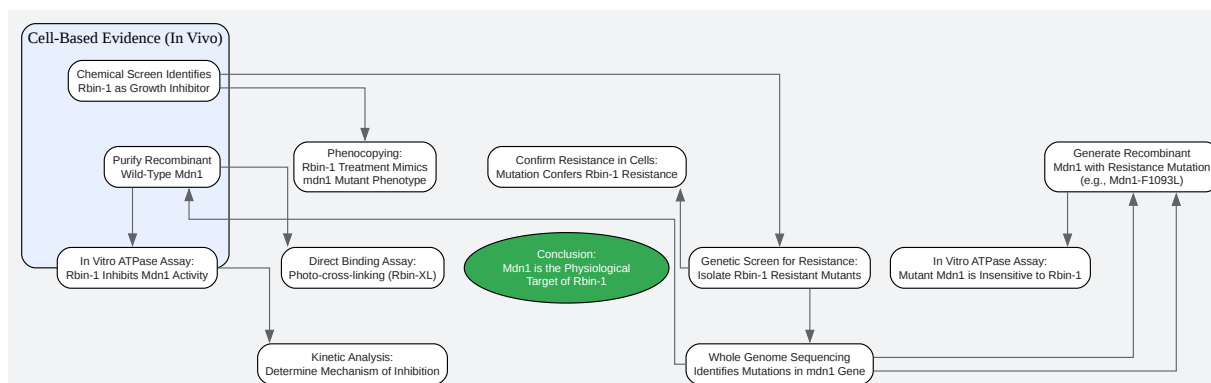 Cell-Based Evidence (In Vivo)
Chemical Screen Identifies
Rbin-1 as Growth Inhibitor
Purify Recombinant
Wild-Type Mdn1
Phenocopying:
Rbin-1 Treatment Mimics
mdn1 Mutant Phenotype
Confirm Resistance in Cells:
Mutation Confers Rbin-1 Resistance
Generate Recombinant
Mdn1 with Resistance Mutation
(e.g., Mdn1-F1093L)
In Vitro ATPase Assay:
Rbin-1 Inhibits Mdn1 Activity
Direct Binding Assay:
Photo-cross-linking (Rbin-XL)
Conclusion:
Mdn1 is the Physiological
Target of Rbin-1
Genetic Screen for Resistance:
Isolate Rbin-1 Resistant Mutants
In Vitro ATPase Assay:
Mutant Mdn1 is Insensitive to Rbin-1
Kinetic Analysis:
Determine Mechanism of Inhibition
Whole Genome Sequencing
Identifies Mutations in mdn1 Gene